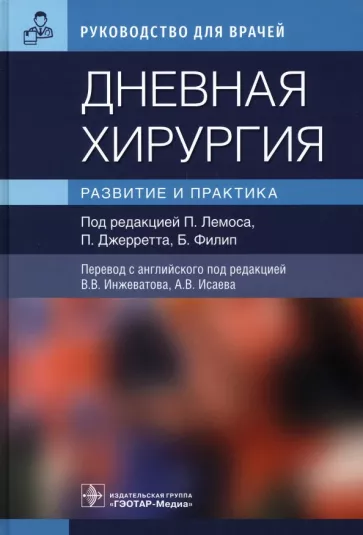 РУКОВОДСТВО ДЛЯ ВРАЧЕЙ
ДНЕВНАЯ
ХИРУРГИЯ
РАЗВИТИЕ И ПРАКТИКА
Под редакцией П. Лемоса,
П. Джерретта, Б. Филип
Перевод с английского под редакцией
В.В. Инжеватова, А.В. Исаева
ИЗДАТЕЛЬСКАЯ ГРУППА
«ГЭОТАР-Медиа»